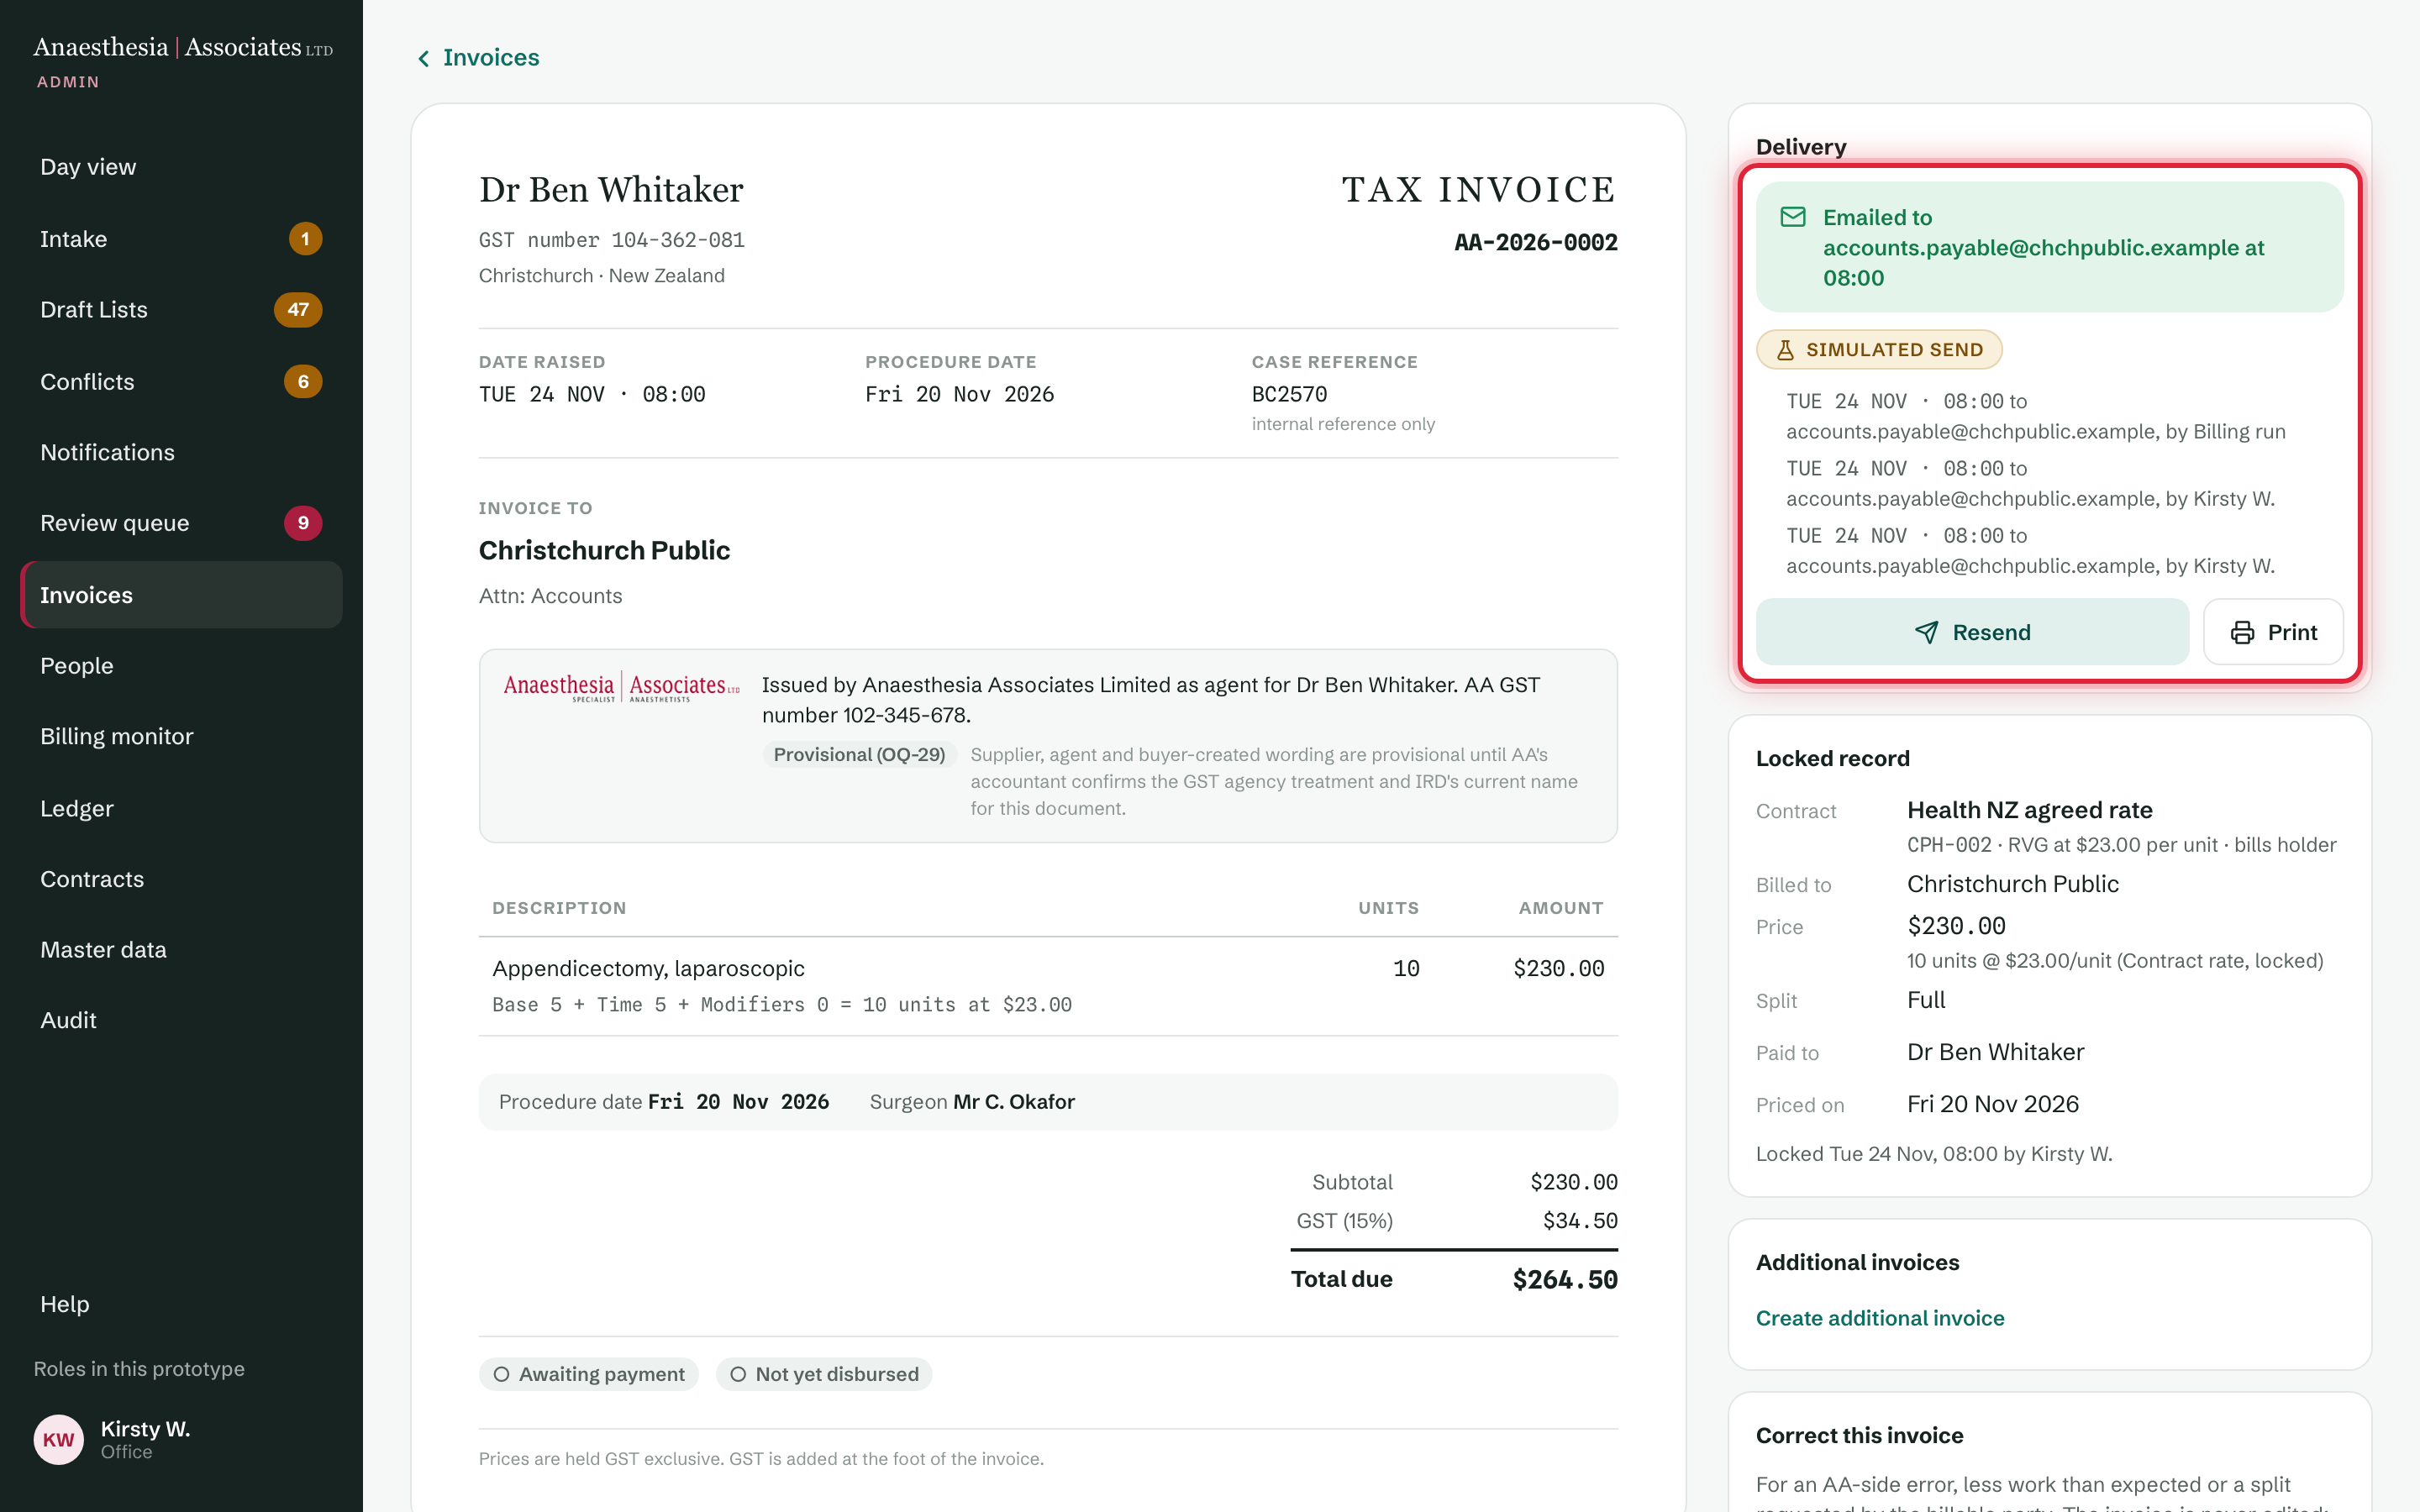 Anaesthesia | Associates LTD
ADMIN
Day view
Intake 1
Draft Lists 47
Conflicts 6
Notifications
Review queue 9
Invoices
People
Billing monitor
Ledger
Contracts
Master data
Audit
Help
Roles in this prototype
KW
Kirsty W.
Office
Invoices
Dr Ben Whitaker
TAX INVOICE
GST number 104-362-081
AA-2026-0002
Christchurch · New Zealand
DATE RAISED
PROCEDURE DATE
CASE REFERENCE
TUE 24 NOV · 08:00
Fri 20 Nov 2026
BC2570
internal reference only
INVOICE TO
Christchurch Public
Attn: Accounts
Anaesthesia | Associates LTD
SPECIALIST ANAESTHETISTS
Issued by Anaesthesia Associates Limited as agent for Dr Ben Whitaker. AA GST
number 102-345-678.
Provisional (OQ-29)
Supplier, agent and buyer-created wording are provisional until AA's
accountant confirms the GST agency treatment and IRD's current name
for this document.
DESCRIPTION UNITS AMOUNT
Appendicectomy, laparoscopic 10 $230.00
Base 5 + Time 5 + Modifiers 0 = 10 units at $23.00
Procedure date Fri 20 Nov 2026 Surgeon Mr C. Okafor
Subtotal $230.00
GST (15%) $34.50
Total due $264.50
Awaiting payment
Not yet disbursed
Prices are held GST exclusive. GST is added at the foot of the invoice.
Delivery
Emailed to
accounts.payable@chchpublic.example at
08:00
SIMULATED SEND
TUE 24 NOV · 08:00 to
accounts.payable@chchpublic.example, by Billing run
TUE 24 NOV · 08:00 to
accounts.payable@chchpublic.example, by Kirsty W.
TUE 24 NOV · 08:00 to
accounts.payable@chchpublic.example, by Kirsty W.
Resend
Print
Locked record
Contract Health NZ agreed rate
CPH-002 · RVG at $23.00 per unit · bills holder
Billed to Christchurch Public
Price $230.00
10 units @ $23.00/unit (Contract rate, locked)
Split Full
Paid to Dr Ben Whitaker
Priced on Fri 20 Nov 2026
Locked Tue 24 Nov, 08:00 by Kirsty W.
Additional invoices
Create additional invoice
Correct this invoice
For an AA-side error, less work than expected or a split
requested by the billable party. The invoice is never edited;